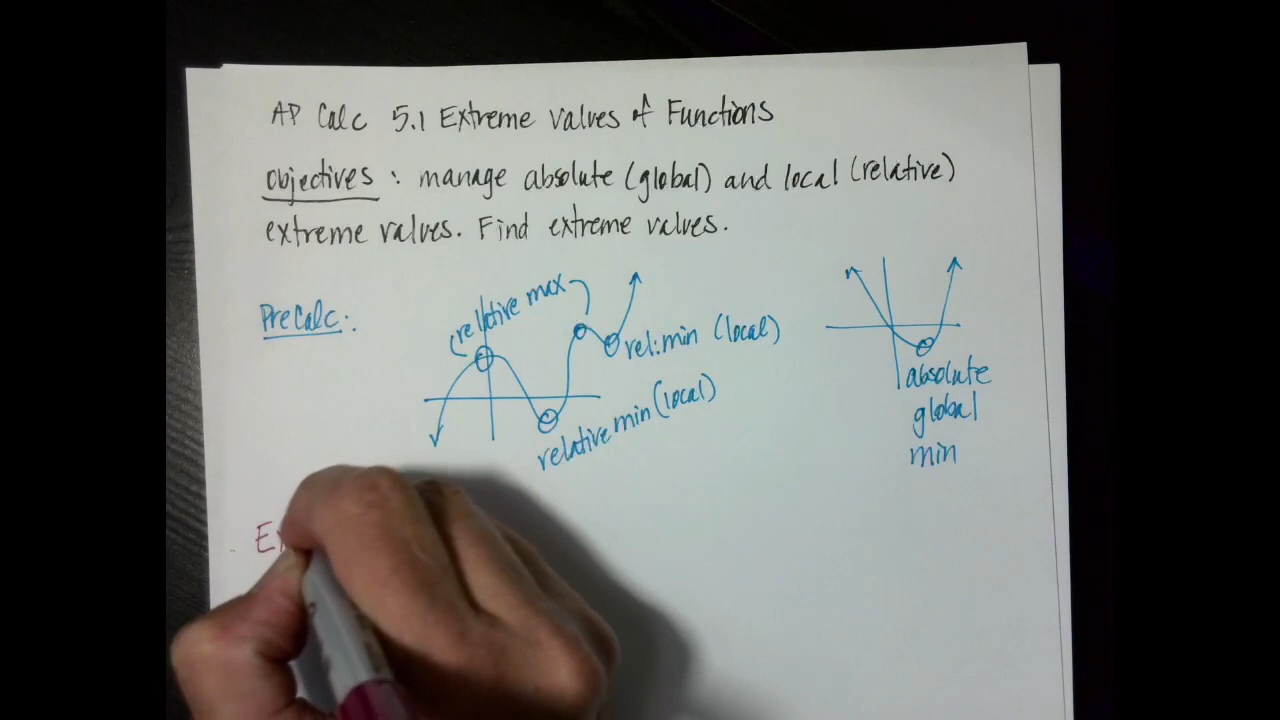 AP Calc 5.1 Extreme Values of Functions
objectives : manage absolute (global) and local (relative)
extreme values. Find extreme values.
PreCalc:
relative max
rel. min (local)
relative min (local)
absolute
global
min